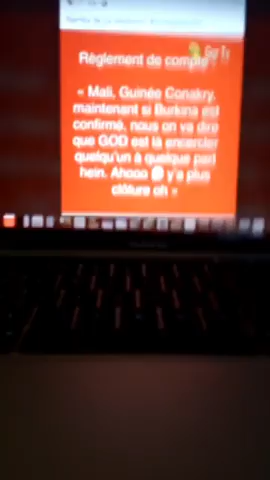 Règlement de compte
« Mali, Guinée Conakry,
maintenant si Burkina est
confirmé, nous on va dire
que GOD est là encercler
quelqu'un à quelque part
hein. Ahooo 😭 y'a plus
clôture oh »